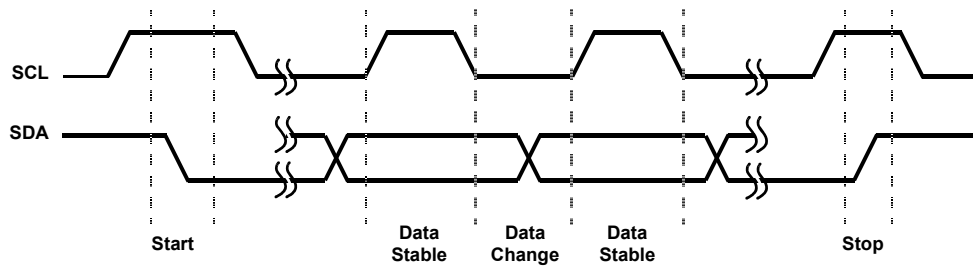 SCL
SDA
Start
Data
Stable
Data
Change
Data
Stable
Stop